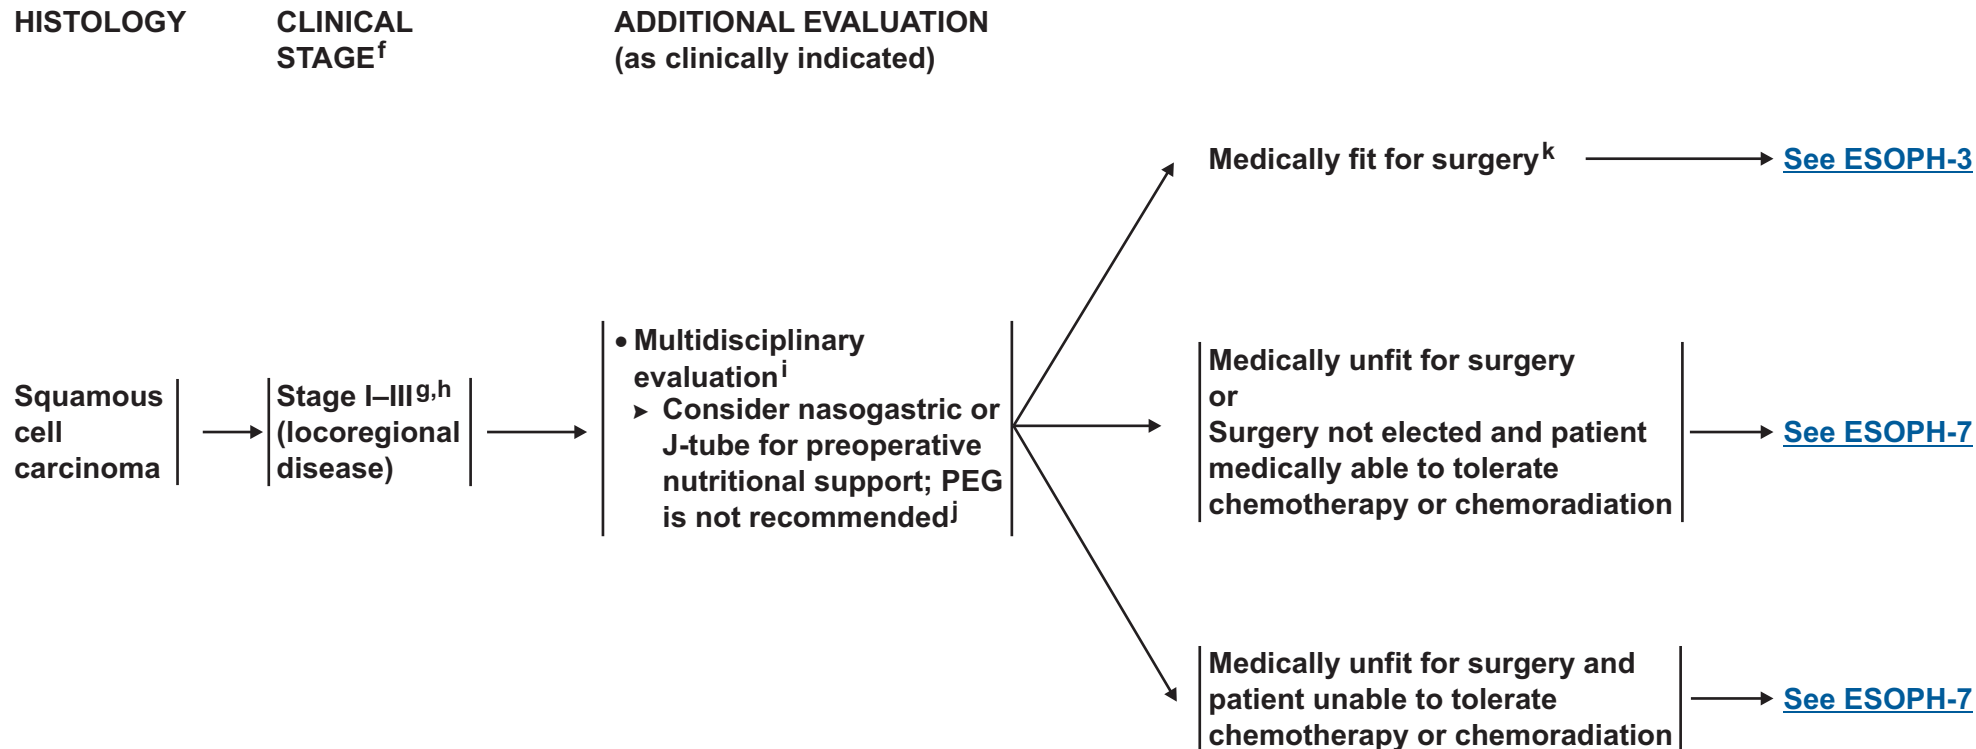 HISTOLOGY
CLINICAL
STAGEf
ADDITIONAL EVALUATION
(as clinically indicated)
Squamous
cell
carcinoma
Stage I–IIIg,h
(locoregional
disease)
• Multidisciplinary
evaluationi
➤ Consider nasogastric or
J-tube for preoperative
nutritional support; PEG
is not recommendedj
Medically fit for surgeryk
See ESOPH-3
Medically unfit for surgery
or
Surgery not elected and patient
medically able to tolerate
chemotherapy or chemoradiation
See ESOPH-7
Medically unfit for surgery and
patient unable to tolerate
chemotherapy or chemoradiation
See ESOPH-7